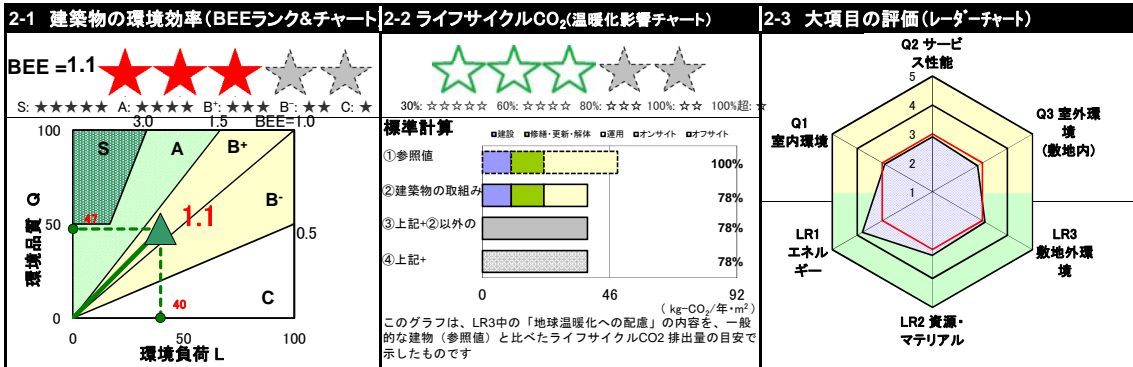 2-1 建築物の環境効率(BEEランク&チャート
BEE =1.1
S: ★★★★★ A: ★★★★ B⁺: ★★★ B⁻: ★★ C: ★
3.0 1.5 BEE=1.0
100
S A B⁺
B⁻
50 47 1.1
0.5
40 C
0
0 50 100
環境品質 Q
環境負荷 L
2-2 ライフサイクルCO₂(温暖化影響チャート)
30%: ☆☆☆☆☆ 60%: ☆☆☆☆ 80%: ☆☆☆ 100%: ☆☆ 100%超: ☆
標準計算
建設 修繕・更新・解体 運用 オンサイト オフサイト
①参照値 100%
②建築物の取組み 78%
③上記+②以外の 78%
④上記+ 78%
0 46 92
( kg-CO₂/年・m²)
このグラフは、LR3中の「地球温暖化への配慮」の内容を、一般
的な建物(参照値)と比べたライフサイクルCO2 排出量の目安で
示したものです
2-3 大項目の評価(レーダーチャート)
Q2 サービ
ス性能
5
4
3
2
1
Q1
室内環境
Q3 室外環
境
(敷地内)
LR1
エネル
ギー
LR3
敷地外環
境
LR2 資源・
マテリアル